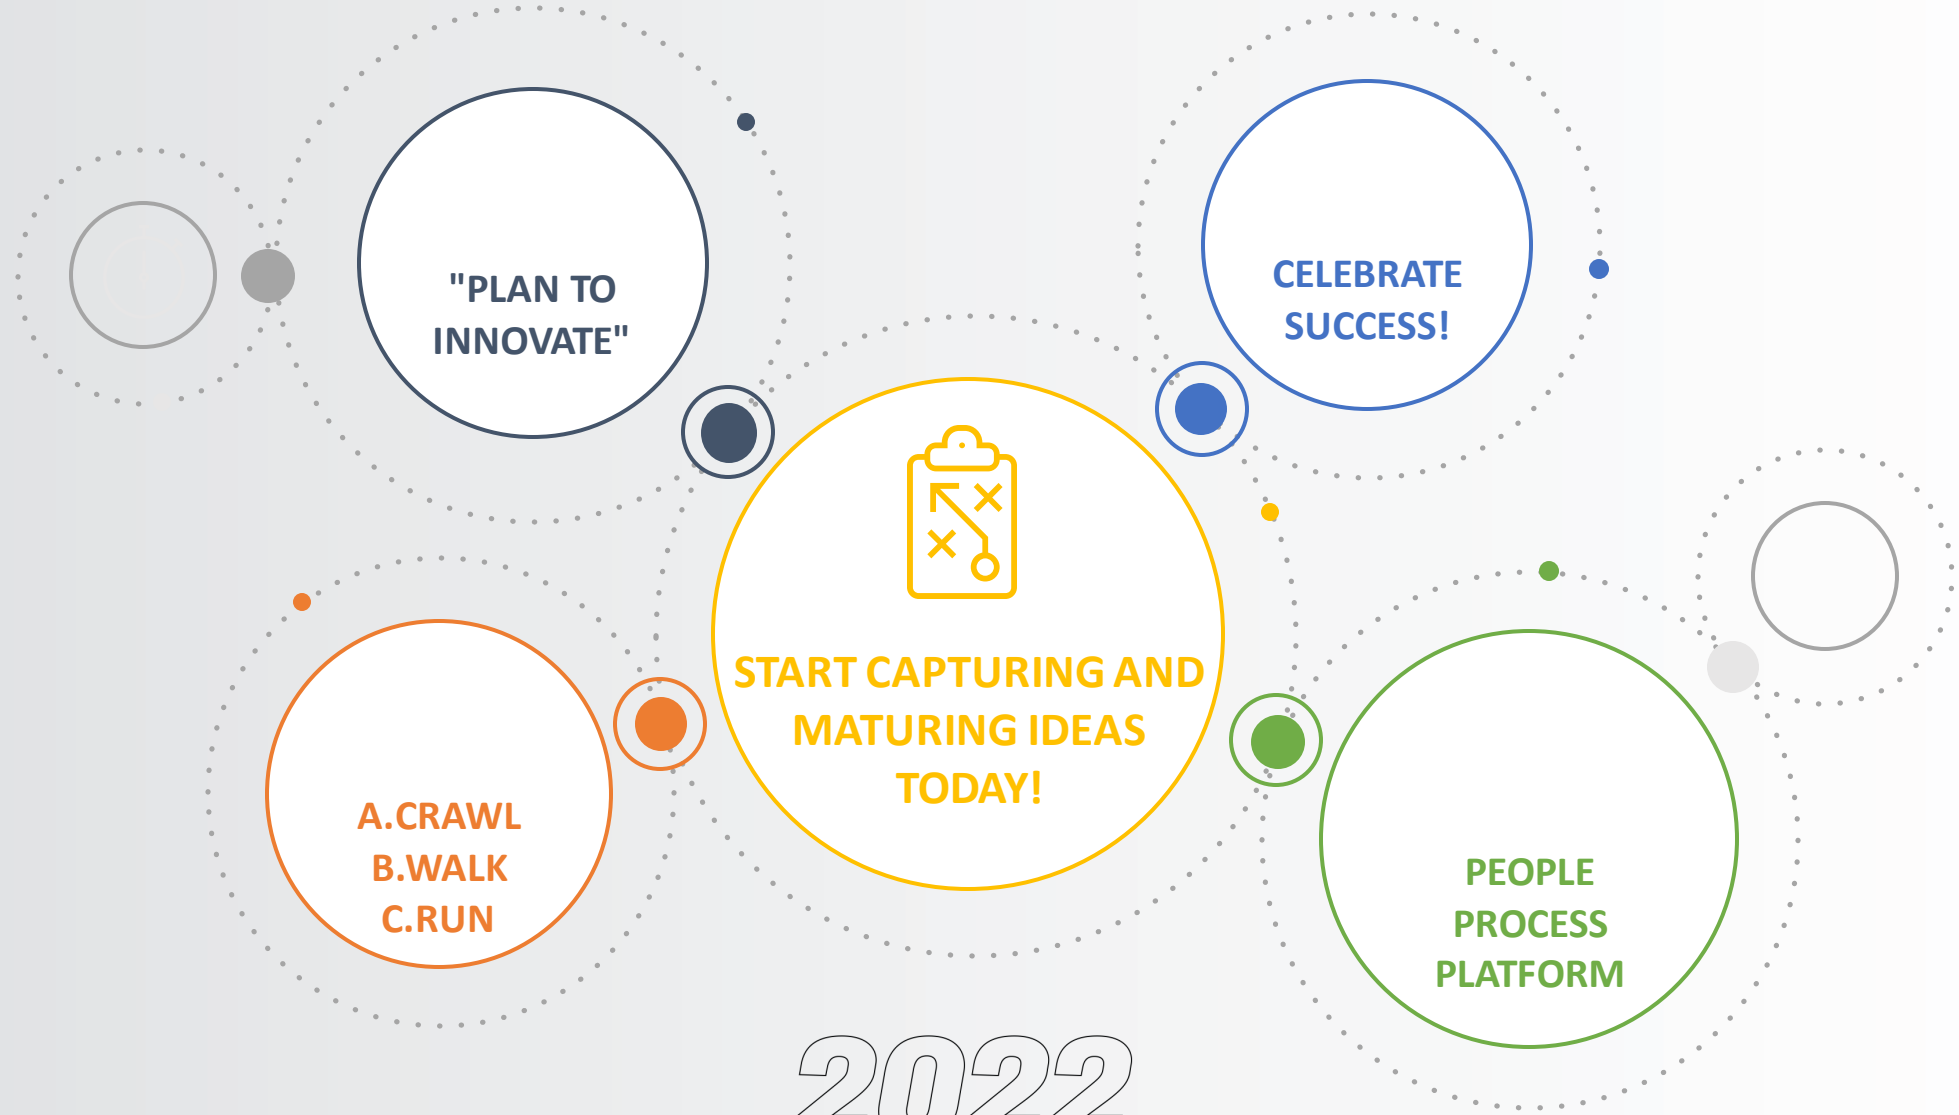 "PLAN TO
INNOVATE"
CELEBRATE
SUCCESS!
START CAPTURING AND
MATURING IDEAS
TODAY!
A.CRAWL
B.WALK
C.RUN
PEOPLE
PROCESS
PLATFORM
2022